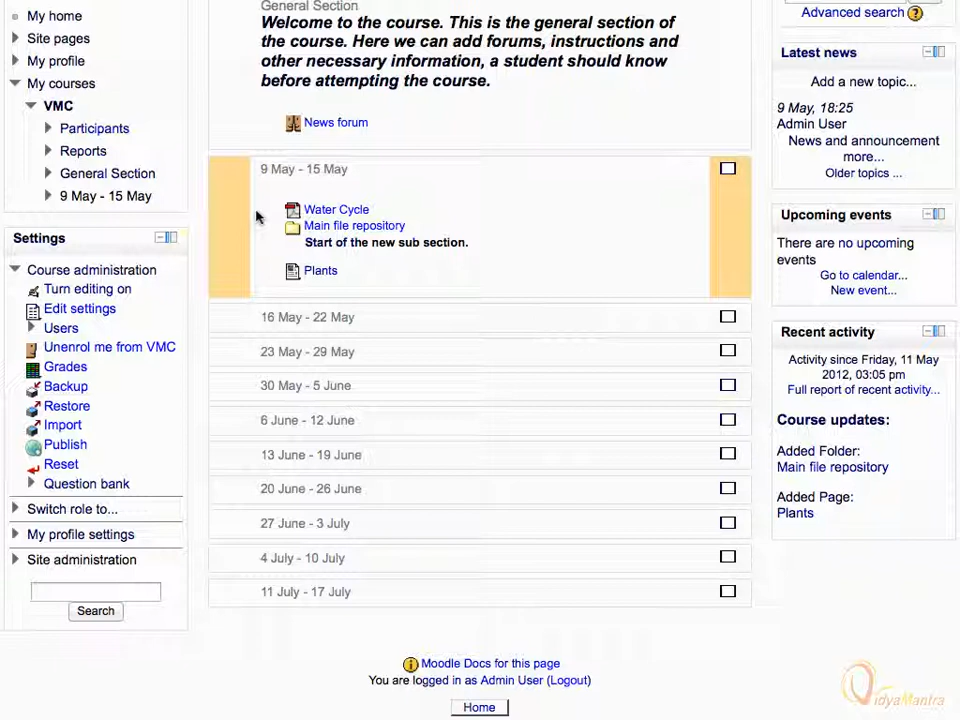 My home
Site pages
My profile
My courses
VMC
Participants
Reports
General Section
9 May - 15 May
Settings
Course administration
Turn editing on
Edit settings
Users
Unenrol me from VMC
Grades
Backup
Restore
Import
Publish
Reset
Question bank
Switch role to...
My profile settings
Site administration
Search
General Section
Welcome to the course. This is the general section of
the course. Here we can add forums, instructions and
other necessary information, a student should know
before attempting the course.
News forum
9 May - 15 May
Water Cycle
Main file repository
Start of the new sub section.
Plants
16 May - 22 May
23 May - 29 May
30 May - 5 June
6 June - 12 June
13 June - 19 June
20 June - 26 June
27 June - 3 July
4 July - 10 July
11 July - 17 July
Moodle Docs for this page
You are logged in as Admin User (Logout)
Home
Advanced search ?
Latest news
Add a new topic...
9 May, 18:25
Admin User
News and announcement
more...
Older topics ...
Upcoming events
There are no upcoming
events
Go to calendar...
New event...
Recent activity
Activity since Friday, 11 May
2012, 03:05 pm
Full report of recent activity...
Course updates:
Added Folder:
Main file repository
Added Page:
Plants
VidyaMantra